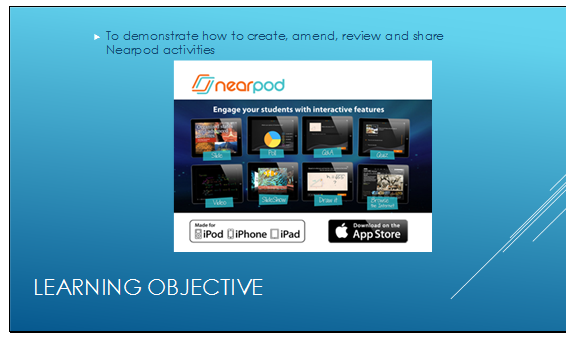 To demonstrate how to create, amend, review and share
Nearpod activities
nearpod
Engage your students with interactive features
Slide
Poll
Q&A
Quiz
Video
SlideShow
Draw it
Browse
the Internet
Made for
iPod iPhone iPad
Download on the
App Store
LEARNING OBJECTIVE